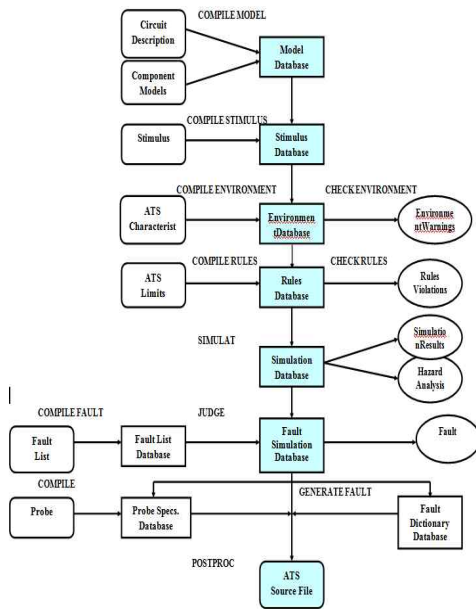 COMPILE MODEL
Circuit
Description
Component
Models
Model
Database
COMPILE STIMULUS
Stimulus
Stimulus
Database
COMPILE ENVIRONMENT
CHECK ENVIRONMENT
ATS
Characterist
Environmen
tDatabase
Environme
ntWarnings
COMPILE RULES
CHECK RULES
ATS
Limits
Rules
Database
Rules
Violations
SIMULAT
Simulation
Database
Simulatio
nResults
Hazard
Analysis
COMPILE FAULT
JUDGE
Fault
List
Fault List
Database
Fault
Simulation
Database
Fault
COMPILE
GENERATE FAULT
Probe
Probe Specs.
Database
Fault
Dictionary
Database
POSTPROC
ATS
Source File